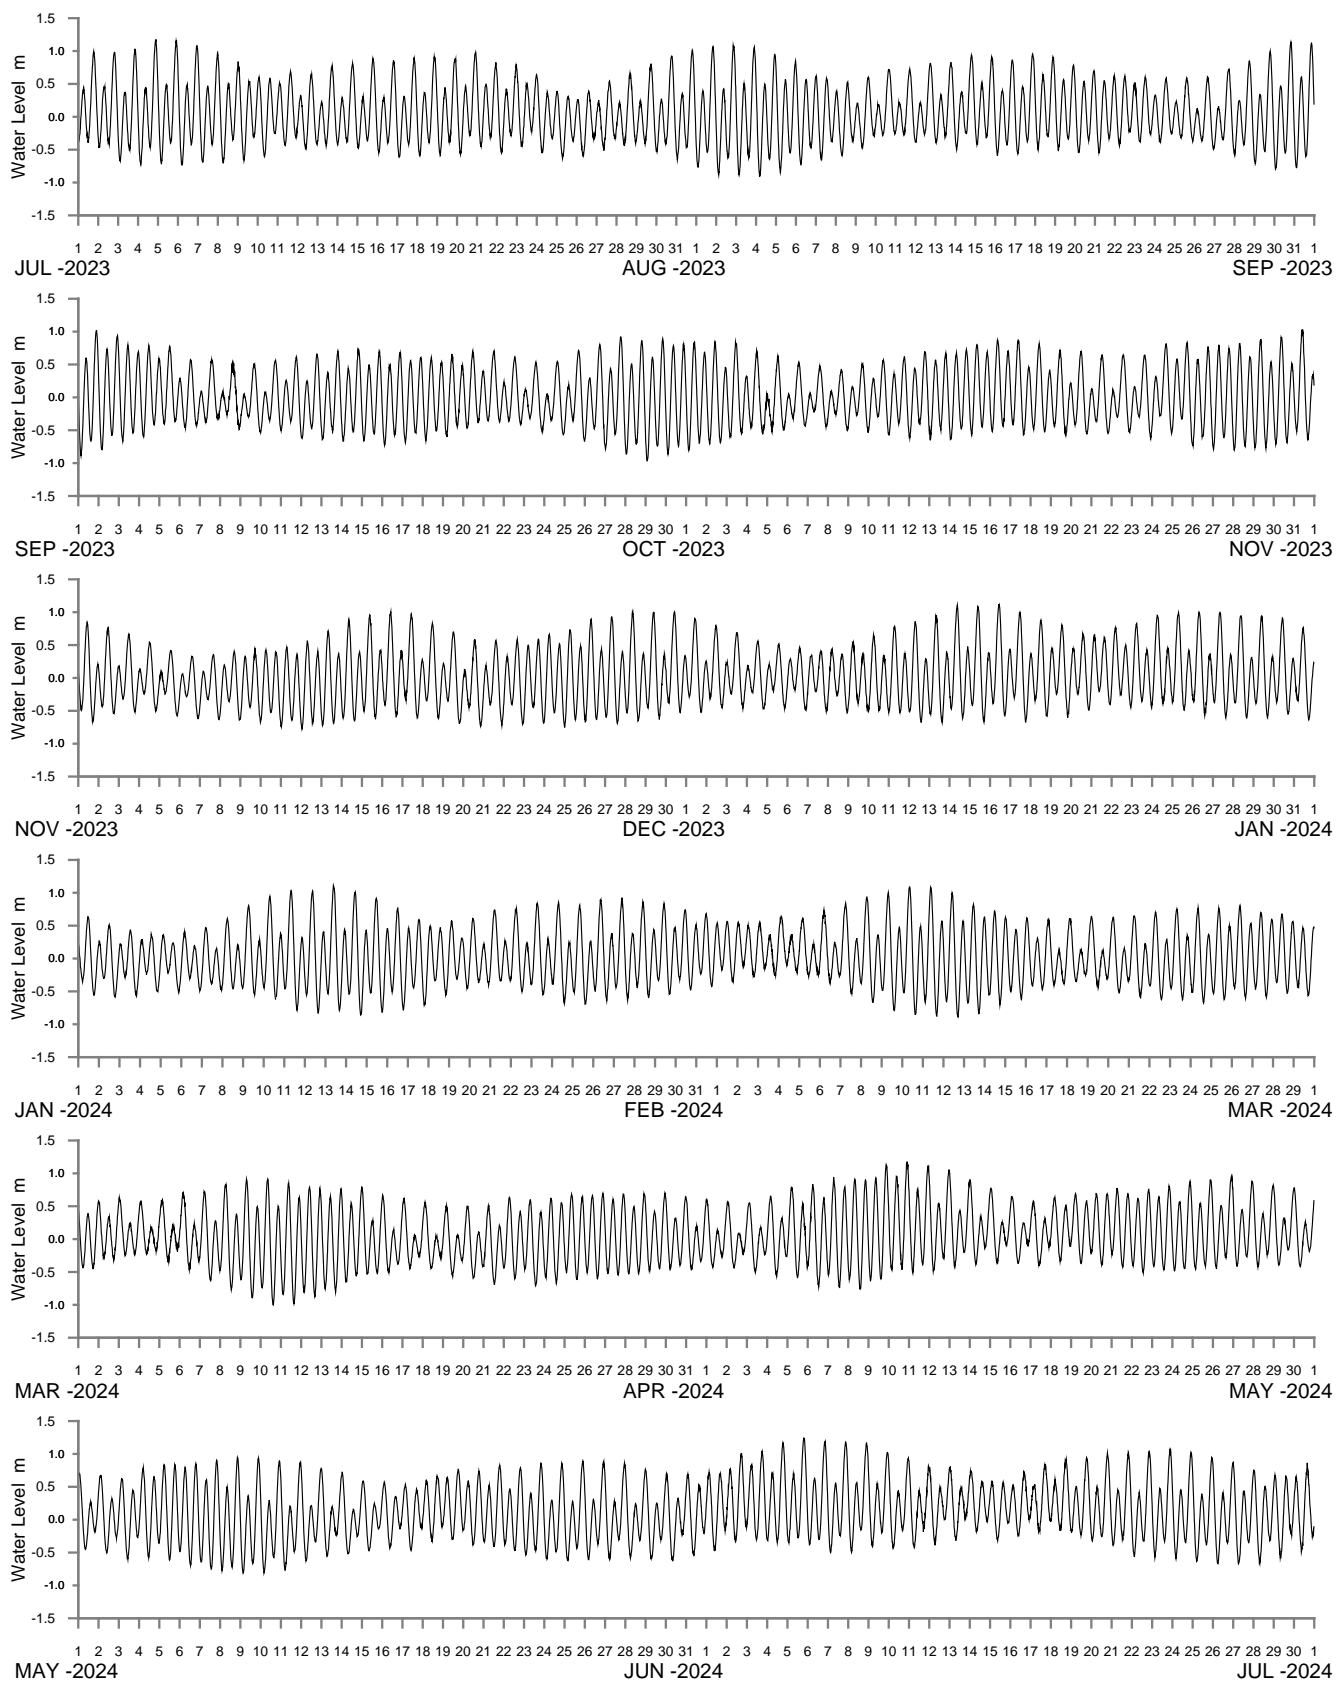 1.5
1.0
0.5
0.0
-0.5
-1.0
-1.5
Water Level m
1 2 3 4 5 6 7 8 9 10 11 12 13 14 15 16 17 18 19 20 21 22 23 24 25 26 27 28 29 30 31 1 2 3 4 5 6 7 8 9 10 11 12 13 14 15 16 17 18 19 20 21 22 23 24 25 26 27 28 29 30 31 1
JUL -2023 AUG -2023 SEP -2023
1.5
1.0
0.5
0.0
-0.5
-1.0
-1.5
Water Level m
1 2 3 4 5 6 7 8 9 10 11 12 13 14 15 16 17 18 19 20 21 22 23 24 25 26 27 28 29 30 1 2 3 4 5 6 7 8 9 10 11 12 13 14 15 16 17 18 19 20 21 22 23 24 25 26 27 28 29 30 31 1
SEP -2023 OCT -2023 NOV -2023
1.5
1.0
0.5
0.0
-0.5
-1.0
-1.5
Water Level m
1 2 3 4 5 6 7 8 9 10 11 12 13 14 15 16 17 18 19 20 21 22 23 24 25 26 27 28 29 30 1 2 3 4 5 6 7 8 9 10 11 12 13 14 15 16 17 18 19 20 21 22 23 24 25 26 27 28 29 30 31 1
NOV -2023 DEC -2023 JAN -2024
1.5
1.0
0.5
0.0
-0.5
-1.0
-1.5
Water Level m
1 2 3 4 5 6 7 8 9 10 11 12 13 14 15 16 17 18 19 20 21 22 23 24 25 26 27 28 29 30 31 1 2 3 4 5 6 7 8 9 10 11 12 13 14 15 16 17 18 19 20 21 22 23 24 25 26 27 28 29 1
JAN -2024 FEB -2024 MAR -2024
1.5
1.0
0.5
0.0
-0.5
-1.0
-1.5
Water Level m
1 2 3 4 5 6 7 8 9 10 11 12 13 14 15 16 17 18 19 20 21 22 23 24 25 26 27 28 29 30 31 1 2 3 4 5 6 7 8 9 10 11 12 13 14 15 16 17 18 19 20 21 22 23 24 25 26 27 28 29 30 1
MAR -2024 APR -2024 MAY -2024
1.5
1.0
0.5
0.0
-0.5
-1.0
-1.5
Water Level m
1 2 3 4 5 6 7 8 9 10 11 12 13 14 15 16 17 18 19 20 21 22 23 24 25 26 27 28 29 30 31 1 2 3 4 5 6 7 8 9 10 11 12 13 14 15 16 17 18 19 20 21 22 23 24 25 26 27 28 29 30 1
MAY -2024 JUN -2024 JUL -2024